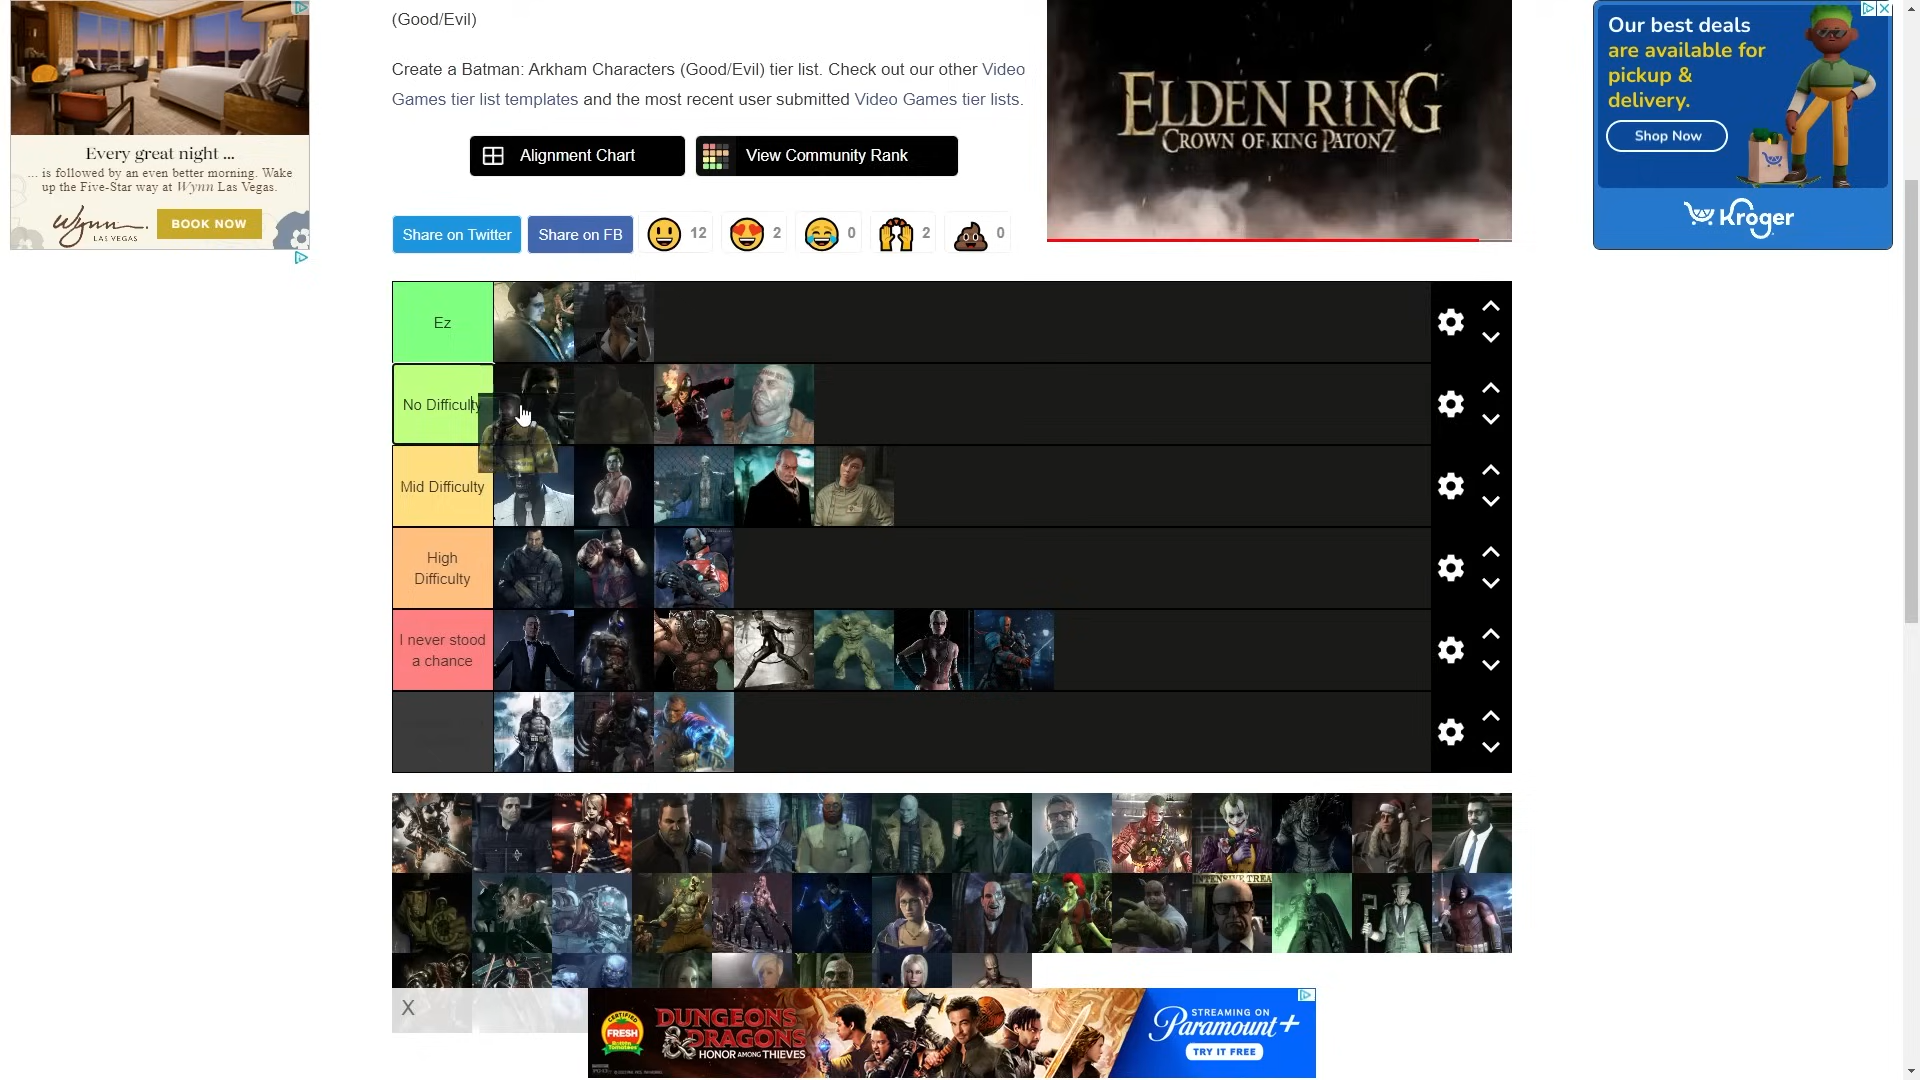 (Good/Evil)
Create a Batman: Arkham Characters (Good/Evil) tier list. Check out our other Video
Games tier list templates and the most recent user submitted Video Games tier lists.
Alignment Chart
View Community Rank
Share on Twitter
Share on FB
12
2
0
2
0
ELDEN RING
CROWN OF KING PATONZ
Every great night ...
... is followed by an even better morning. Wake
up the Five-Star way at Wynn Las Vegas.
Wynn
LAS VEGAS
BOOK NOW
Our best deals
are available for
pickup &
delivery.
Shop Now
Kroger
Ez
No Difficulty
Mid Difficulty
High
Difficulty
I never stood
a chance
INTENSIVE TREA
X
CERTIFIED
FRESH
Rotten
Tomatoes
DUNGEONS
& DRAGONS
HONOR AMONG THIEVES
STREAMING ON
Paramount+
TRY IT FREE